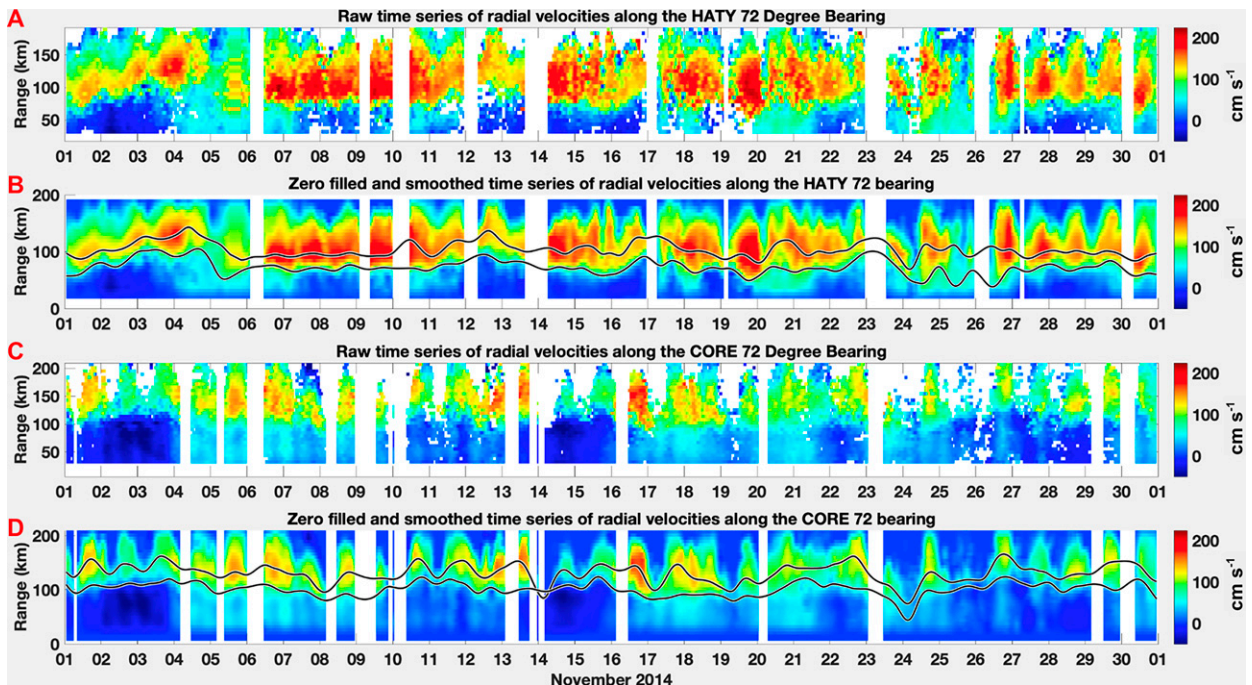 A
Raw time series of radial velocities along the HATY 72 Degree Bearing
Range (km)
150
100
50
01 02 03 04 05 06 07 08 09 10 11 12 13 14 15 16 17 18 19 20 21 22 23 24 25 26 27 28 29 30 01
200
100
0
cm s-1
B
Zero filled and smoothed time series of radial velocities along the HATY 72 bearing
Range (km)
200
100
0
01 02 03 04 05 06 07 08 09 10 11 12 13 14 15 16 17 18 19 20 21 22 23 24 25 26 27 28 29 30 01
200
100
0
cm s-1
C
Raw time series of radial velocities along the CORE 72 Degree Bearing
Range (km)
200
150
100
50
01 02 03 04 05 06 07 08 09 10 11 12 13 14 15 16 17 18 19 20 21 22 23 24 25 26 27 28 29 30 01
200
100
0
cm s-1
D
Zero filled and smoothed time series of radial velocities along the CORE 72 bearing
Range (km)
200
100
0
01 02 03 04 05 06 07 08 09 10 11 12 13 14 15 16 17 18 19 20 21 22 23 24 25 26 27 28 29 30 01
200
100
0
cm s-1
November 2014